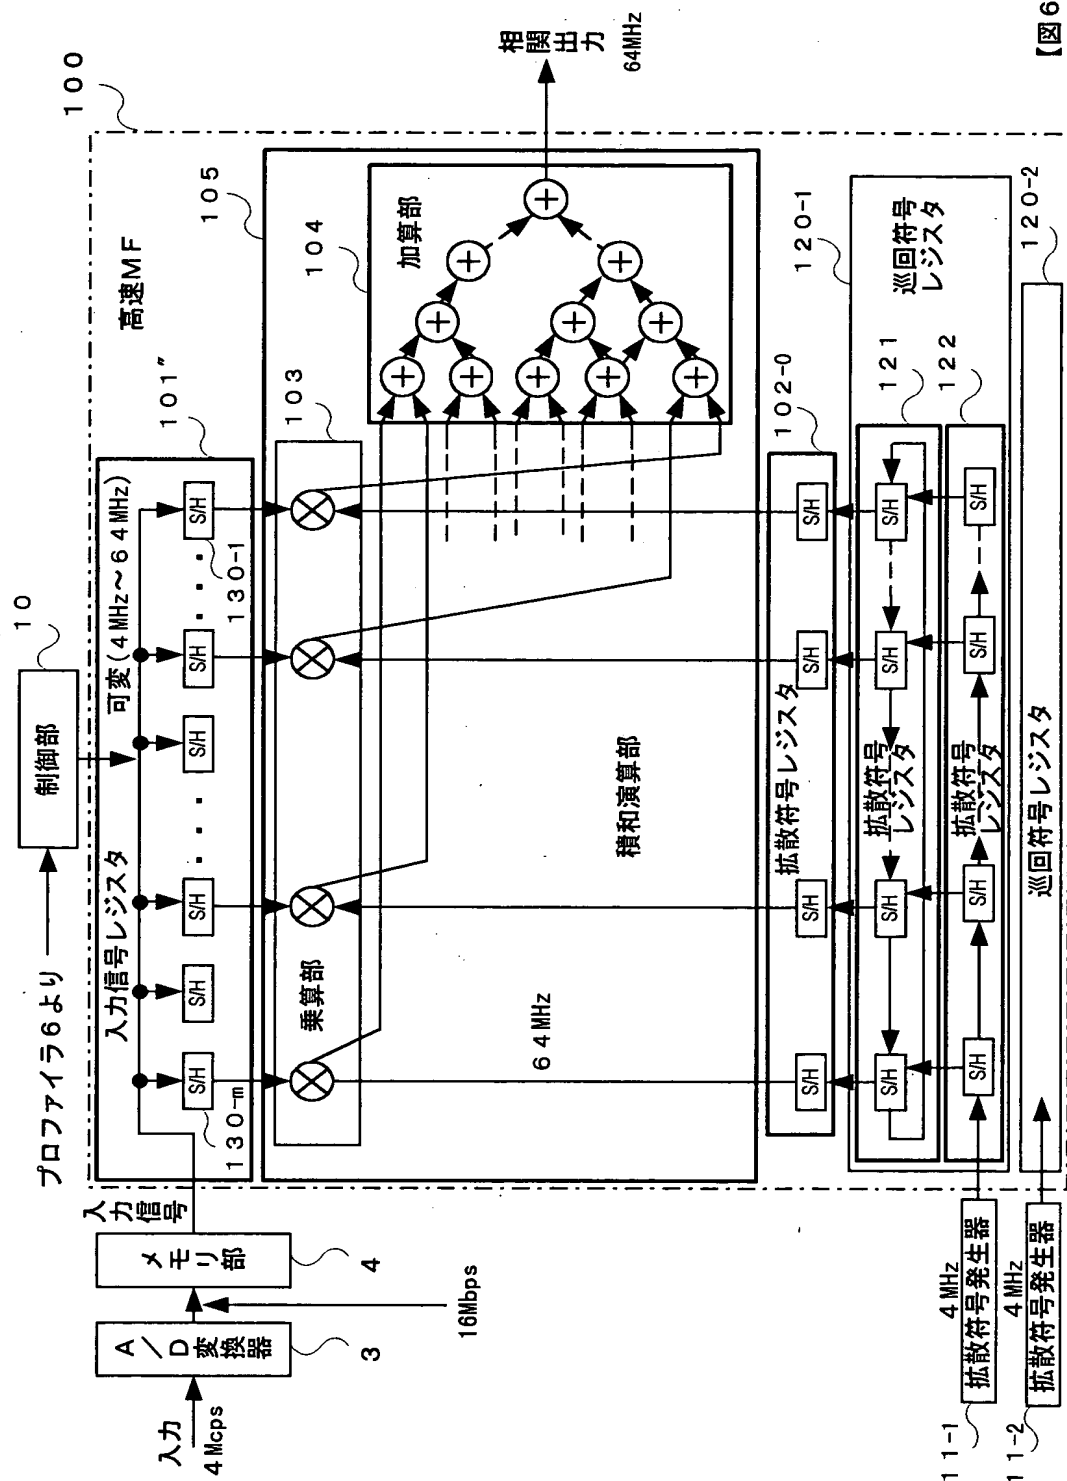 【図6
100
高速MF
プロファイラ6より
制御部
10
入力信号レジスタ
可変(4MHz～64MHz)
101″
S/H
S/H
S/H
S/H
S/H
S/H
130-m
130-1
入力
4Mcps
A/D変換器
3
16Mbps
メモリ部
4
入力信号
105
乗算部
103
加算部
104
相関出力
64MHz
64MHz
積和演算部
拡散符号レジスタ
102-0
S/H
S/H
S/H
S/H
120-1
巡回符号
レジスタ
121
拡散符号
レジスタ
S/H
S/H
S/H
S/H
122
拡散符号
レジスタ
S/H
S/H
S/H
S/H
巡回符号レジスタ
120-2
4MHz
拡散符号発生器
11-1
4MHz
拡散符号発生器
11-2